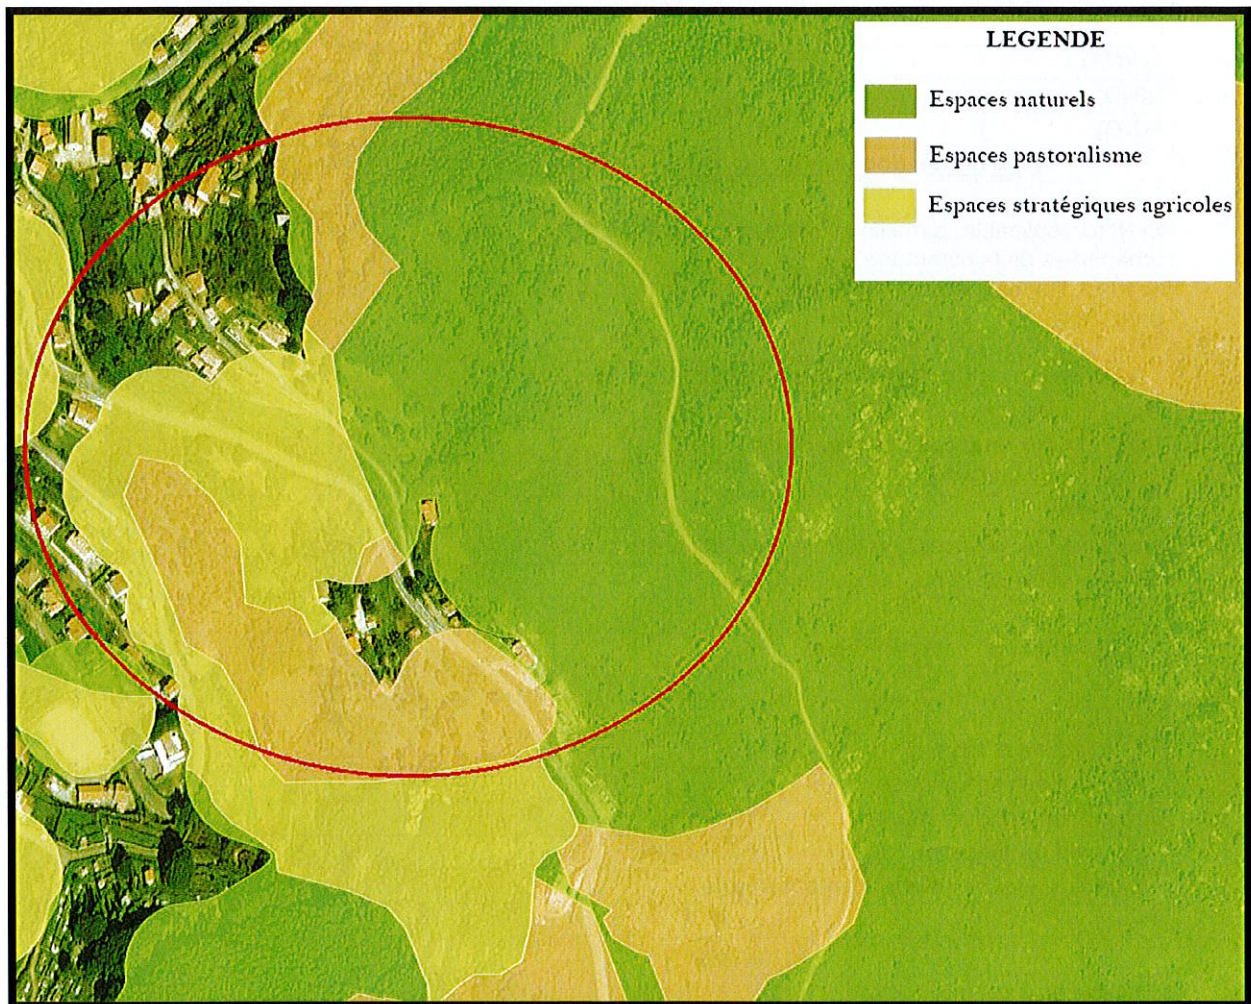 LEGENDE
Espaces naturels
Espaces pastoralisme
Espaces stratégiques agricoles